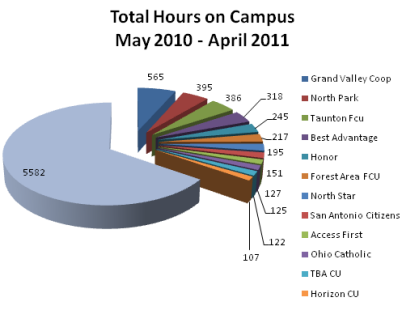 Total Hours on Campus
May 2010 - April 2011
565
395
386
318
245
217
195
151
127
125
122
107
5582
Grand Valley Coop
North Park
Taunton Fcu
Best Advantage
Honor
Forest Area FCU
North Star
San Antonio Citizens
Access First
Ohio Catholic
TBA CU
Horizon CU